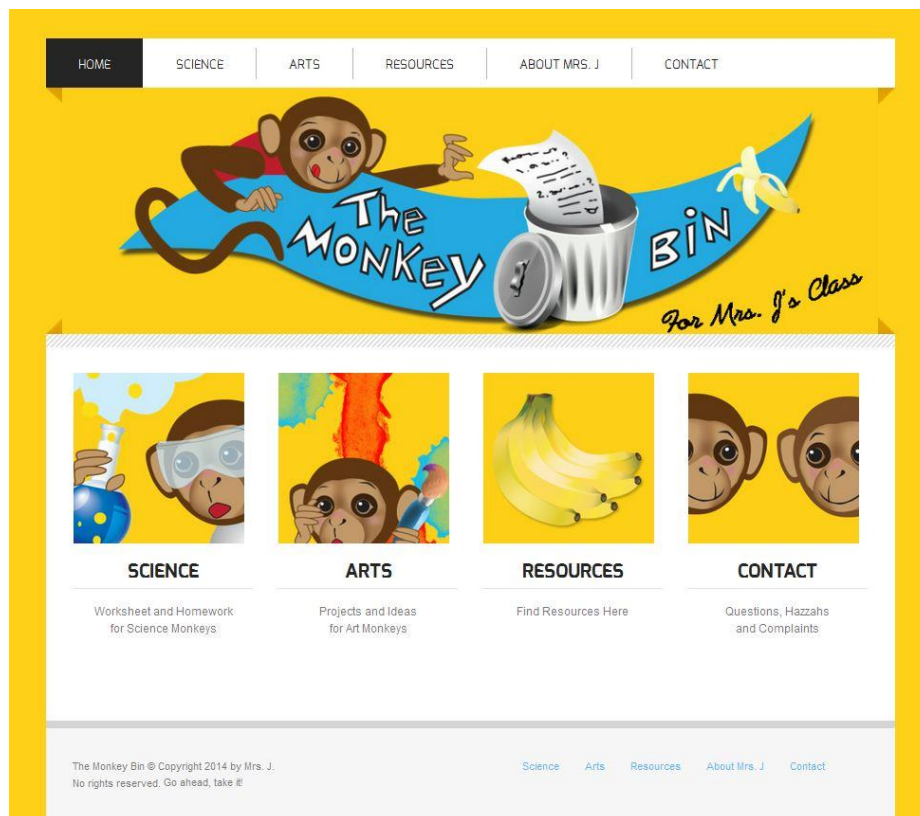 HOME SCIENCE ARTS RESOURCES ABOUT MRS. J CONTACT
The
MONKey
BiN
For Mrs. J's Class
SCIENCE ARTS RESOURCES CONTACT
Worksheet and Homework
for Science Monkeys
Projects and Ideas
for Art Monkeys
Find Resources Here
Questions, Hazzahs
and Complaints
The Monkey Bin © Copyright 2014 by Mrs. J.
No rights reserved. Go ahead, take it!
Science Arts Resources About Mrs. J Contact